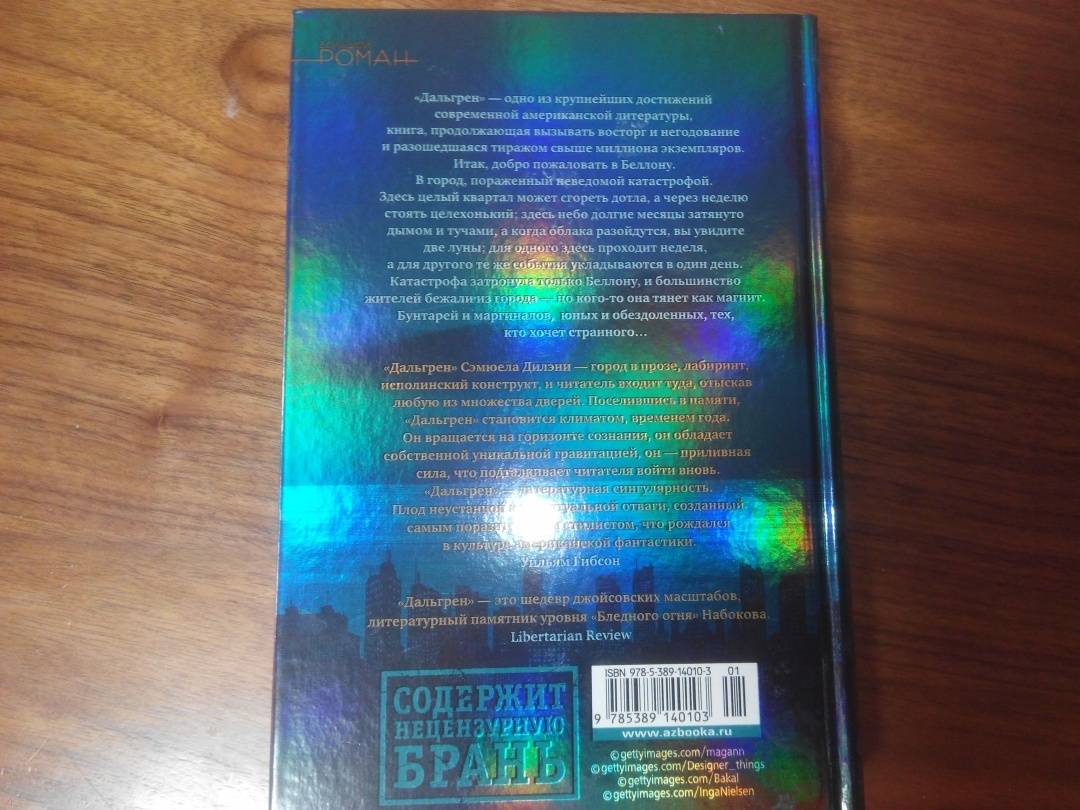 РОМАН
«Дальгрен» — одно из крупнейших достижений
современной американской литературы,
книга, продолжающая вызывать восторг и негодование
и разошедшаяся тиражом свыше миллиона экземпляров.
Итак, добро пожаловать в Беллону.
В город, пораженный неведомой катастрофой.
Здесь целый квартал может сгореть дотла, а через неделю
стоять целехонький; здесь небо долгие месяцы затянуто
дымом и тучами, а когда облака разойдутся, вы увидите
две луны; для одного здесь проходит неделя,
а для другого те же события укладываются в один день.
Катастрофа затронула только Беллону, и большинство
жителей бежали из города — но кого-то она тянет как магнит.
Бунтарей и маргиналов, юных и обездоленных, тех,
кто хочет странного...
«Дальгрен» Сэмюела Дилэни — город в прозе, лабиринт,
исполинский конструкт, и читатель входит туда, отыскав
любую из множества дверей. Поселившись в памяти,
«Дальгрен» становится климатом, временем года.
Он вращается на горизонте сознания, он обладает
собственной уникальной гравитацией, он — приливная
сила, что подталкивает читателя войти вновь.
«Дальгрен» — литературная сингулярность.
Плод неустанной отваги, созданный
самым стилистом, что рождался
в культуре американской фантастики.
Уильям Гибсон
«Дальгрен» — это шедевр джойсовских масштабов,
литературный памятник уровня «Бледного огня» Набокова.
Libertarian Review
СОДЕРЖИТ
НЕЦЕНЗУРНУЮ
БРАНЬ
ISBN 978-5-389-14010-3 01
9 785389 140103
www.azbooka.ru
©gettyimages.com/magann
©gettyimages.com/Designer_things
©gettyimages.com/Bakal
©gettyimages.com/IngaNielsen